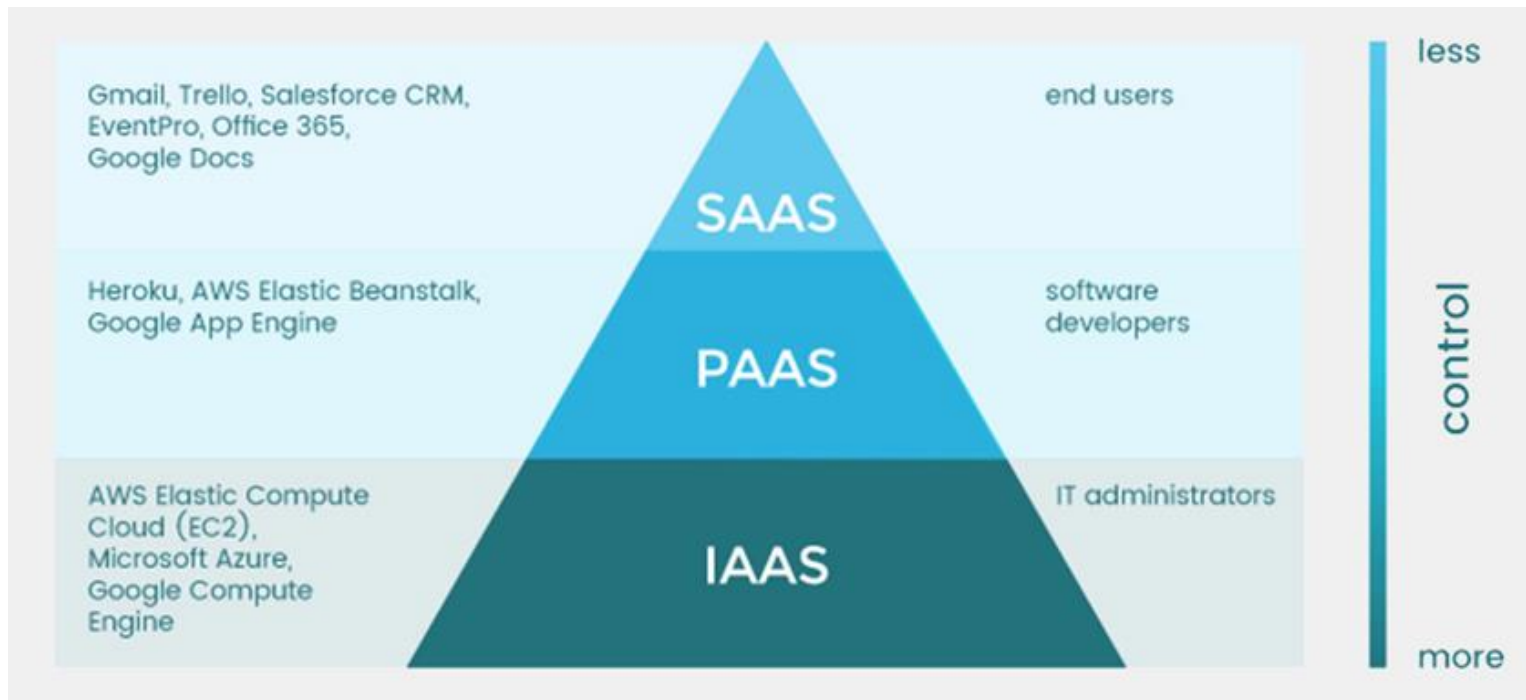 less
Gmail, Trello, Salesforce CRM,
EventPro, Office 365,
Google Docs
end users
SAAS
Heroku, AWS Elastic Beanstalk,
Google App Engine
software
developers
PAAS
control
AWS Elastic Compute
Cloud (EC2),
Microsoft Azure,
Google Compute
Engine
IT administrators
IAAS
more